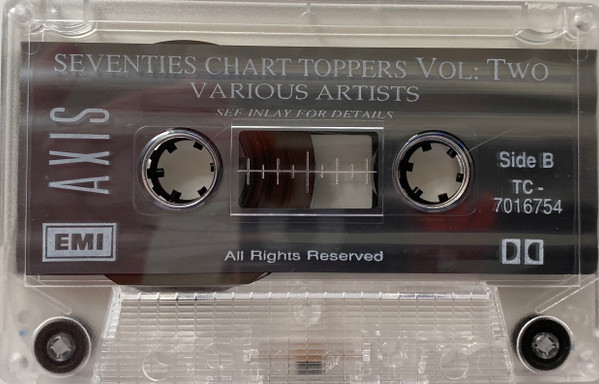 SEVENTIES CHART TOPPERS VOL: TWO
VARIOUS ARTISTS
SEE INLAY FOR DETAILS
AXIS
Side B
TC -
7016754
EMI
All Rights Reserved